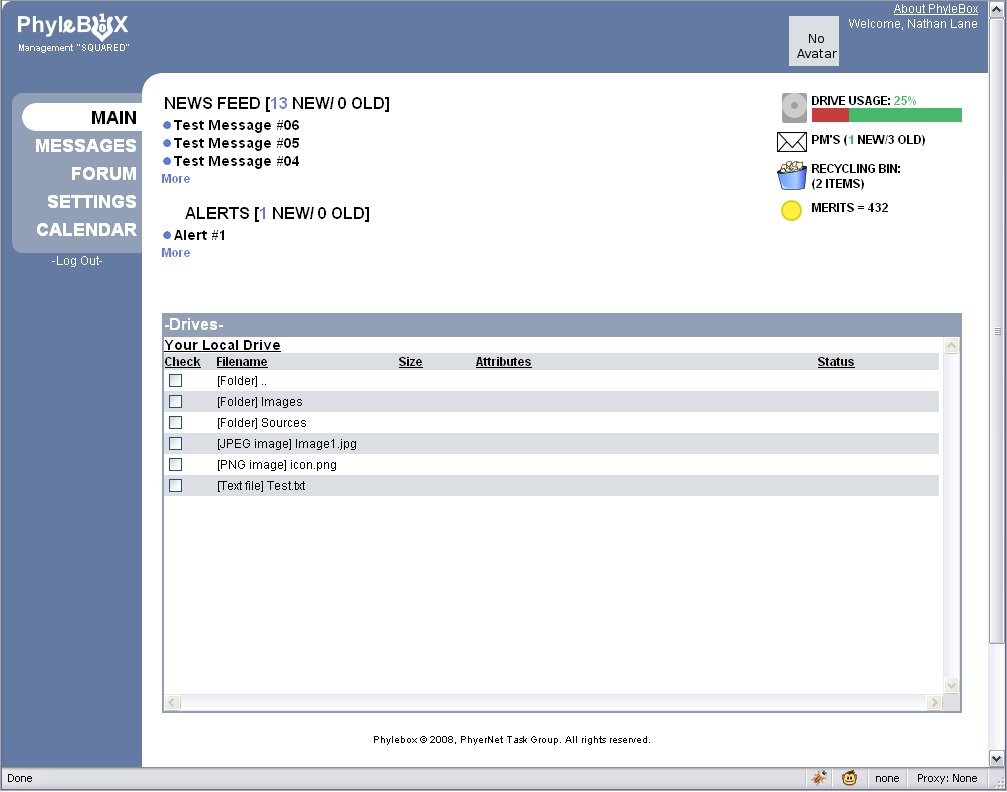 About PhyleBox
PhyleBOX
Management "SQUARED"
Welcome, Nathan Lane
No
Avatar
MAIN
MESSAGES
FORUM
SETTINGS
CALENDAR
-Log Out-
NEWS FEED [13 NEW/ 0 OLD]
Test Message #06
Test Message #05
Test Message #04
More
ALERTS [1 NEW/ 0 OLD]
Alert #1
More
DRIVE USAGE: 25%
PM'S (1 NEW/3 OLD)
RECYCLING BIN:
(2 ITEMS)
MERITS = 432
-Drives-
Your Local Drive
Check Filename Size Attributes Status
[Folder] ..
[Folder] Images
[Folder] Sources
[JPEG image] Image1.jpg
[PNG image] icon.png
[Text file] Test.txt
Phylebox © 2008, PhyerNet Task Group. All rights reserved.
Done none Proxy: None